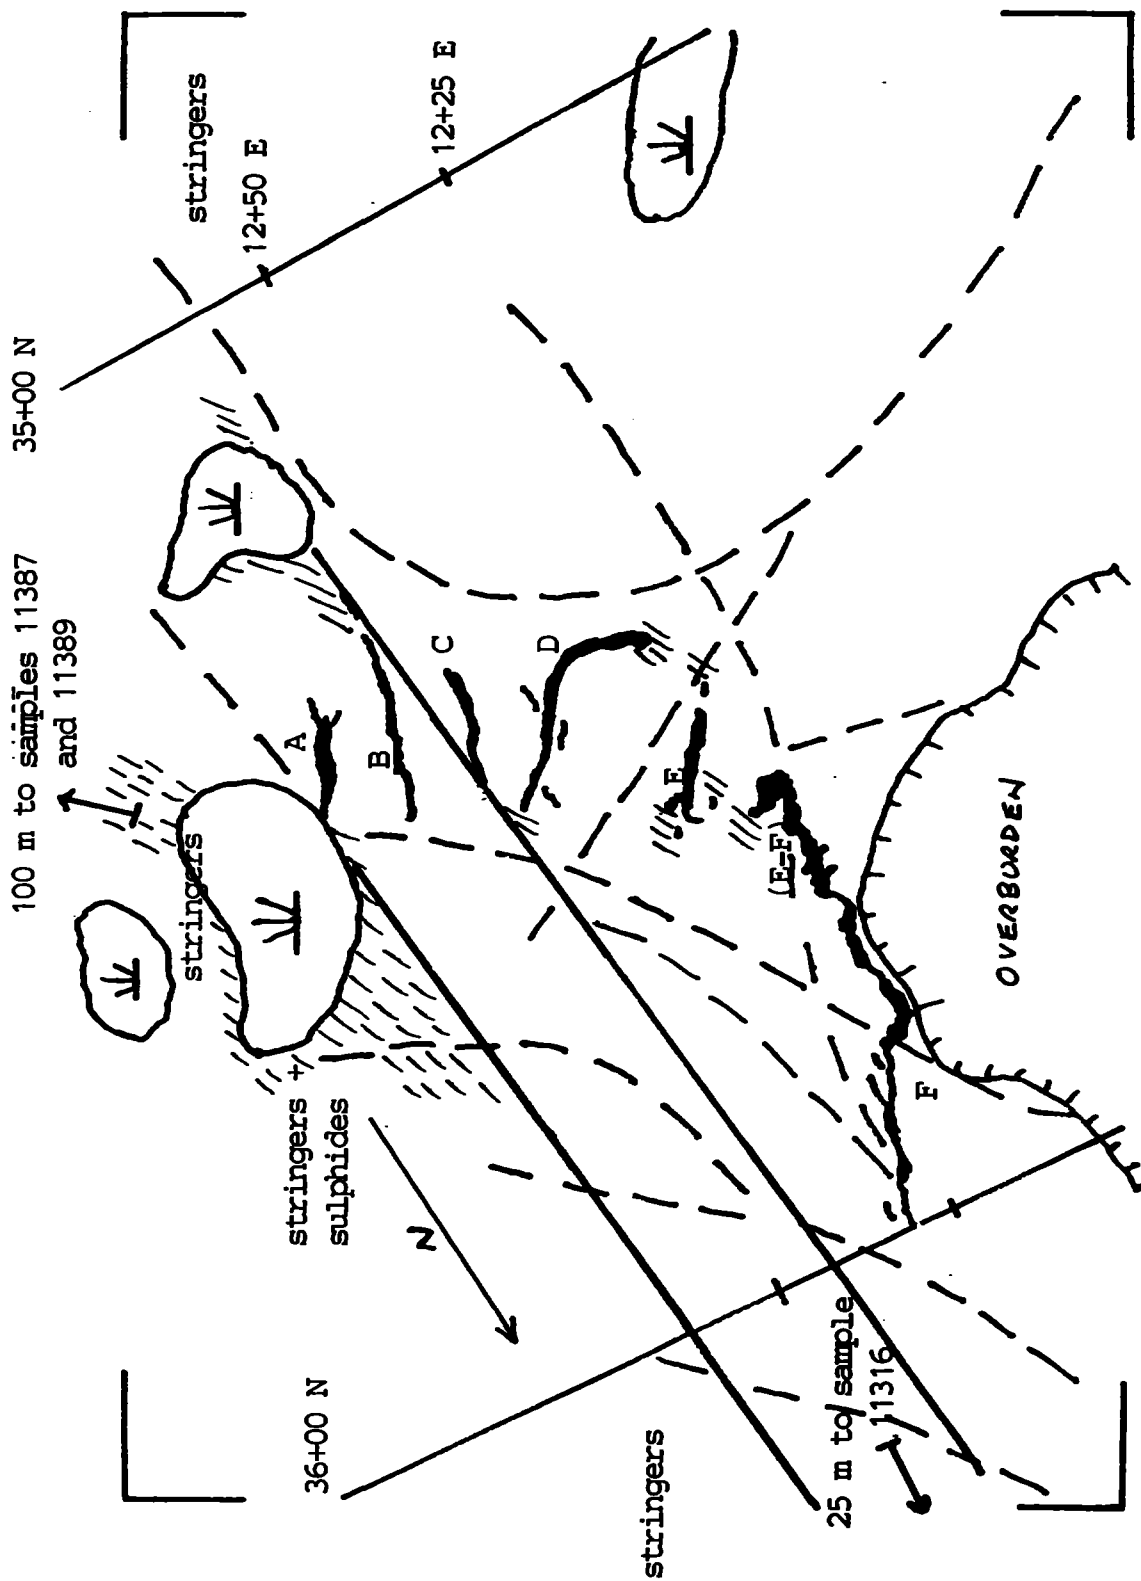 100 m to samples 11387
and 11389
35+00 N
stringers
12+50 E
12+25 E
stringers
stringers +
sulphides
N
36+00 N
A
B
C
D
E
(E-F)
F
OVERBURDEN
25 m to sample
11316
stringers